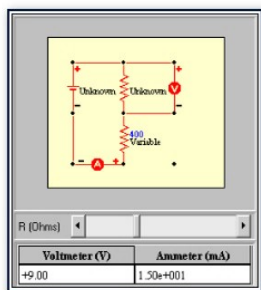 + + +
Unknown Unknown V
- - -
400
Variable
- A +
R (Ohms)
Voltmeter (V) Ammeter (mA)
+9.00 1.50e+001